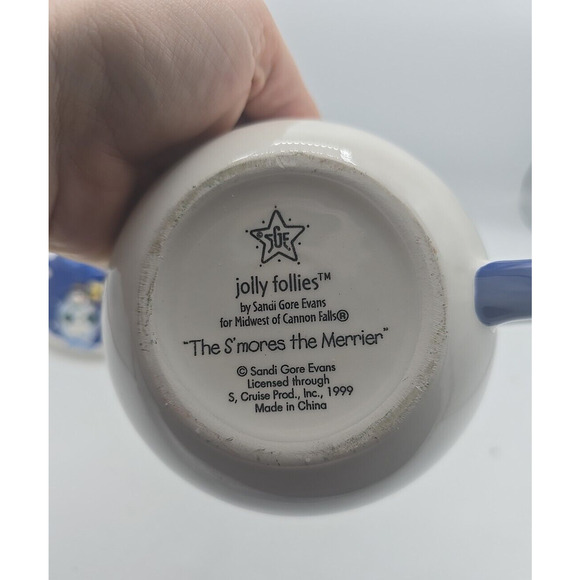 © SGE
jolly follies™
by Sandi Gore Evans
for Midwest of Cannon Falls®
"The S'mores the Merrier"
© Sandi Gore Evans
Licensed through
S, Cruise Prod., Inc., 1999
Made in China